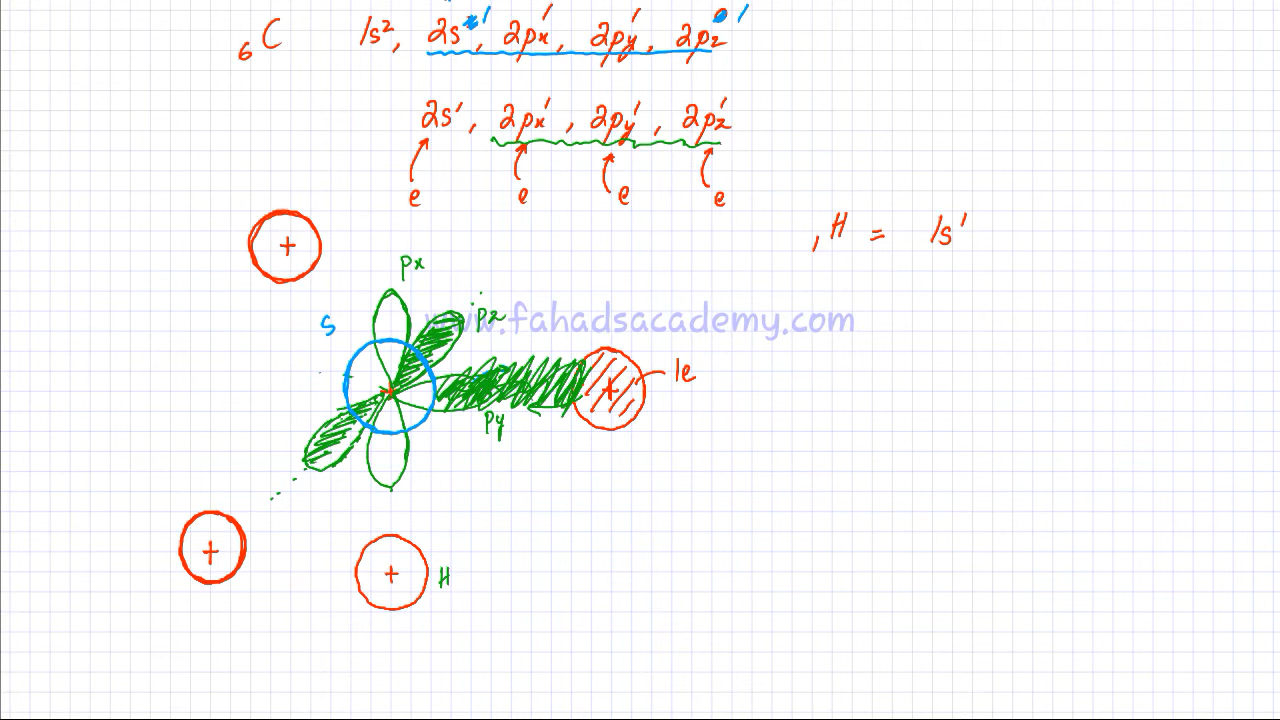 ₆C 1s², 2s¹, 2px¹, 2py¹, 2pz¹
2s¹, 2px¹, 2py¹, 2pz¹
e e e e
₁H = 1s¹
+
px
s
pz
www.fahadsacademy.com
+ 1e
py
+
+ H